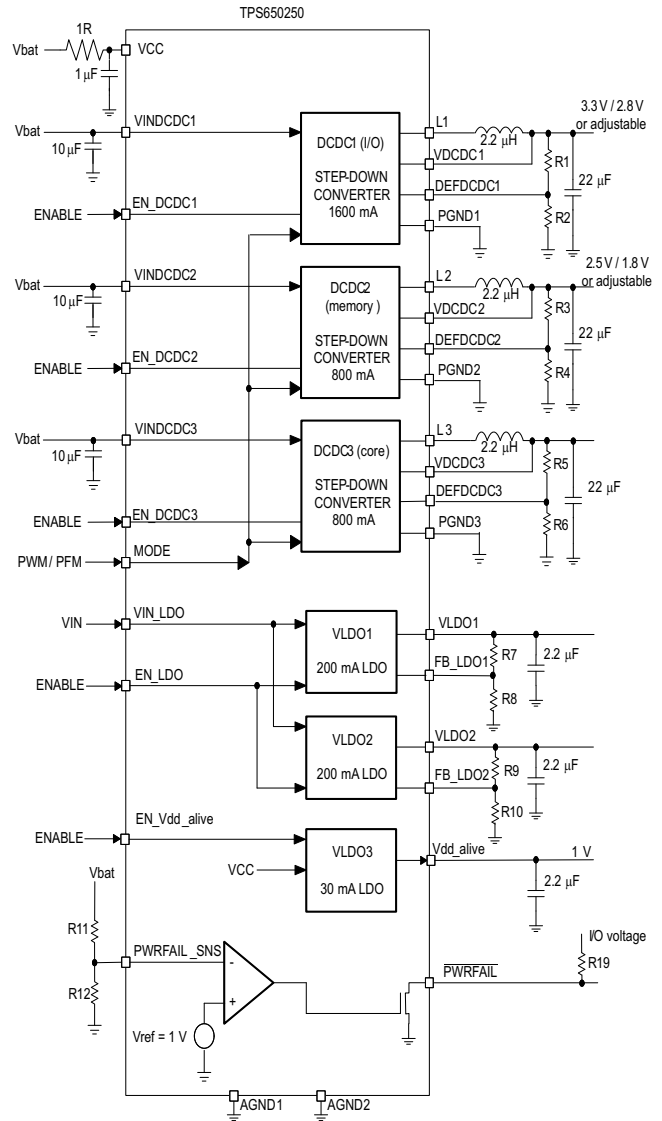 TPS650250
1R
Vbat
VCC
1 µF
Vbat
VINDCDC1
10 µF
DCDC1 (I/O)
STEP-DOWN
CONVERTER
1600 mA
ENABLE
EN_DCDC1
L1
2.2 µH
3.3 V / 2.8 V
or adjustable
VDCDC1
R1
DEFDCDC1
22 µF
R2
PGND1
Vbat
VINDCDC2
10 µF
DCDC2
(memory )
STEP-DOWN
CONVERTER
800 mA
ENABLE
EN_DCDC2
L2
2.2 µH
2.5 V / 1.8 V
or adjustable
VDCDC2
R3
DEFDCDC2
22 µF
R4
PGND2
Vbat
VINDCDC3
10 µF
DCDC3 (core)
STEP-DOWN
CONVERTER
800 mA
ENABLE
EN_DCDC3
L3
2.2 µH
VDCDC3
R5
DEFDCDC3
22 µF
R6
PGND3
PWM / PFM
MODE
VIN
VIN_LDO
VLDO1
200 mA LDO
ENABLE
EN_LDO
VLDO1
R7
2.2 µF
FB_LDO1
R8
VLDO2
200 mA LDO
VLDO2
R9
2.2 µF
FB_LDO2
R10
ENABLE
EN_Vdd_alive
VLDO3
30 mA LDO
VCC
Vdd_alive
1 V
2.2 µF
Vbat
R11
PWRFAIL_SNS
R12
-
+
Vref = 1 V
I/O voltage
R19
PWRFAIL
AGND1
AGND2